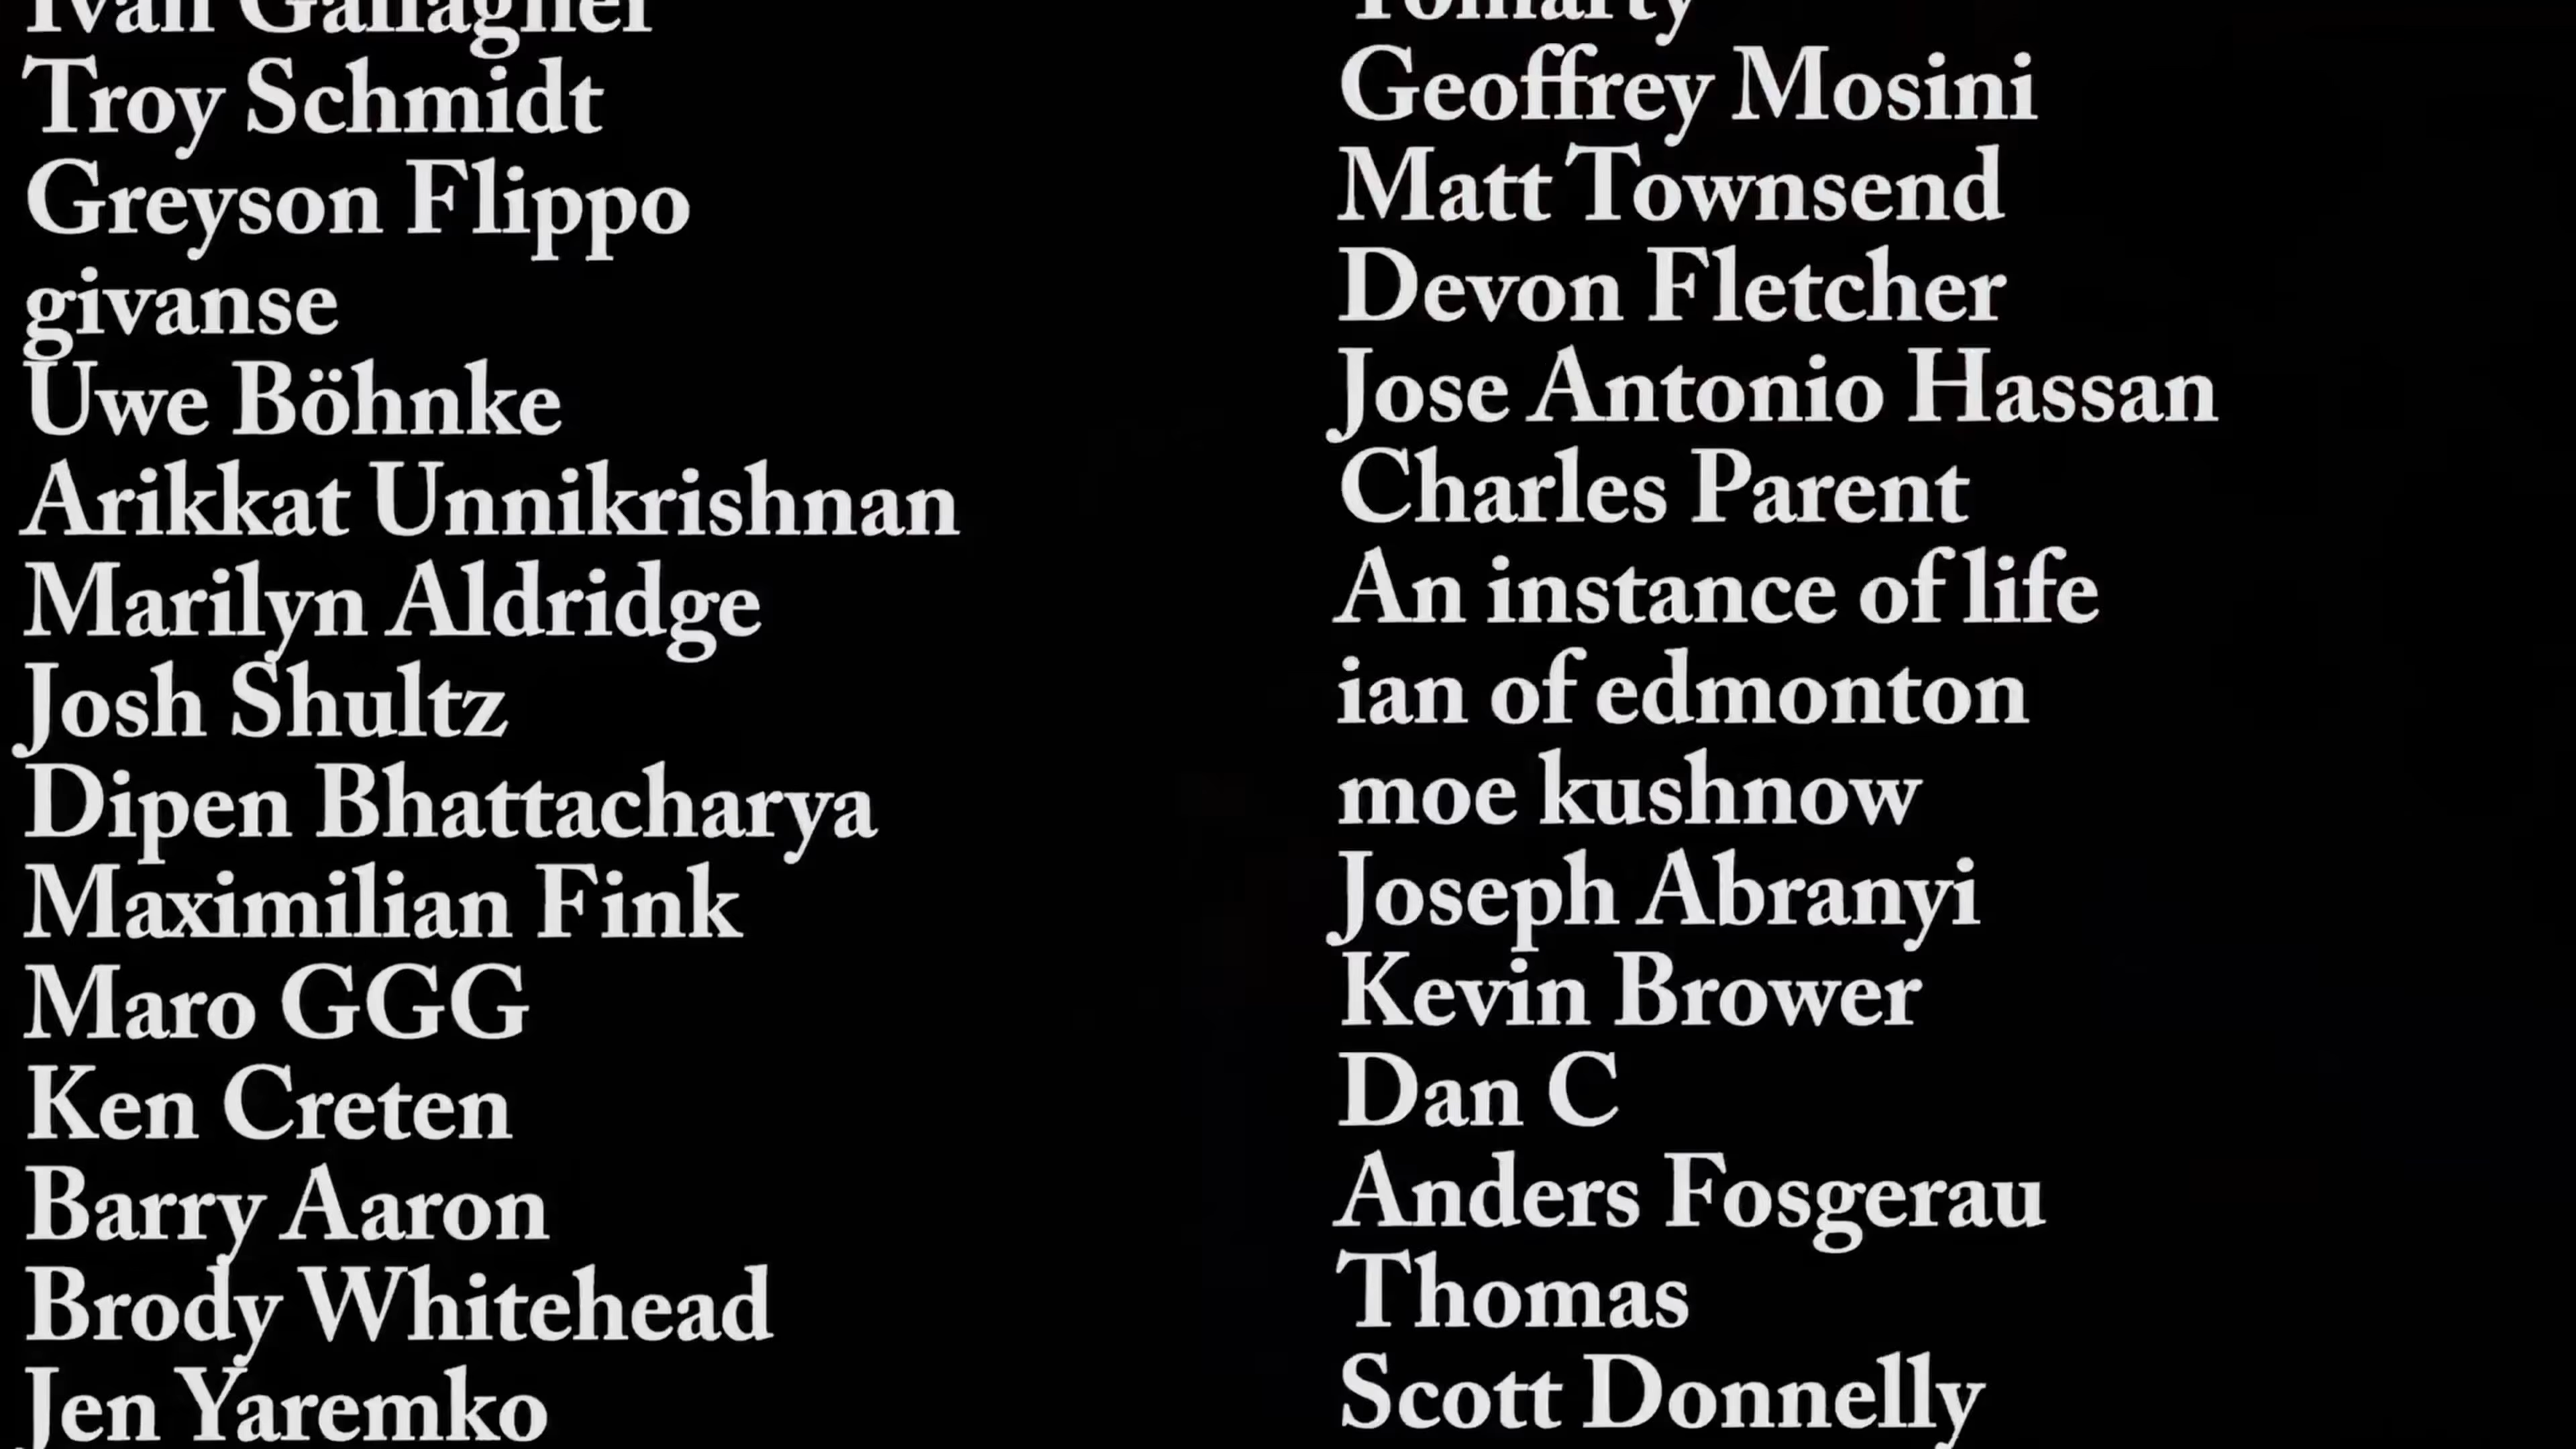 Ivan Gallagher
Troy Schmidt
Greyson Flippo
givanse
Uwe Böhnke
Arikkat Unnikrishnan
Marilyn Aldridge
Josh Shultz
Dipen Bhattacharya
Maximilian Fink
Maro GGG
Ken Creten
Barry Aaron
Brody Whitehead
Jen Yaremko
Geoffrey Mosini
Matt Townsend
Devon Fletcher
Jose Antonio Hassan
Charles Parent
An instance of life
ian of edmonton
moe kushnow
Joseph Abranyi
Kevin Brower
Dan C
Anders Fosgerau
Thomas
Scott Donnelly